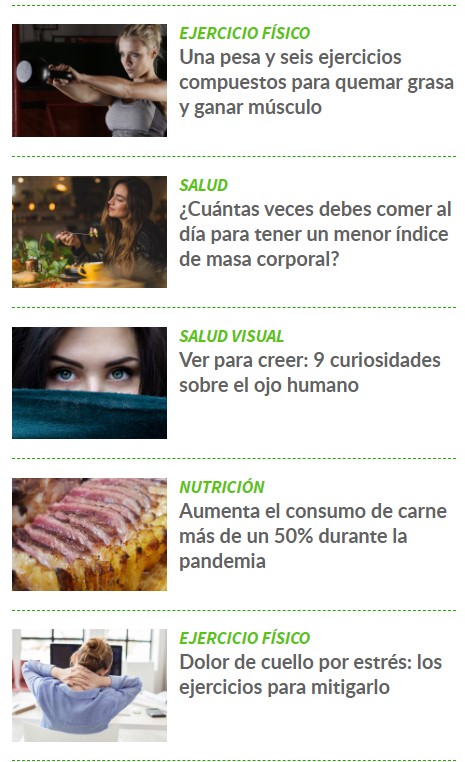 EJERCICIO FÍSICO
Una pesa y seis ejercicios
compuestos para quemar grasa
y ganar músculo
SALUD
¿Cuántas veces debes comer al
día para tener un menor índice
de masa corporal?
SALUD VISUAL
Ver para creer: 9 curiosidades
sobre el ojo humano
NUTRICIÓN
Aumenta el consumo de carne
más de un 50% durante la
pandemia
EJERCICIO FÍSICO
Dolor de cuello por estrés: los
ejercicios para mitigarlo